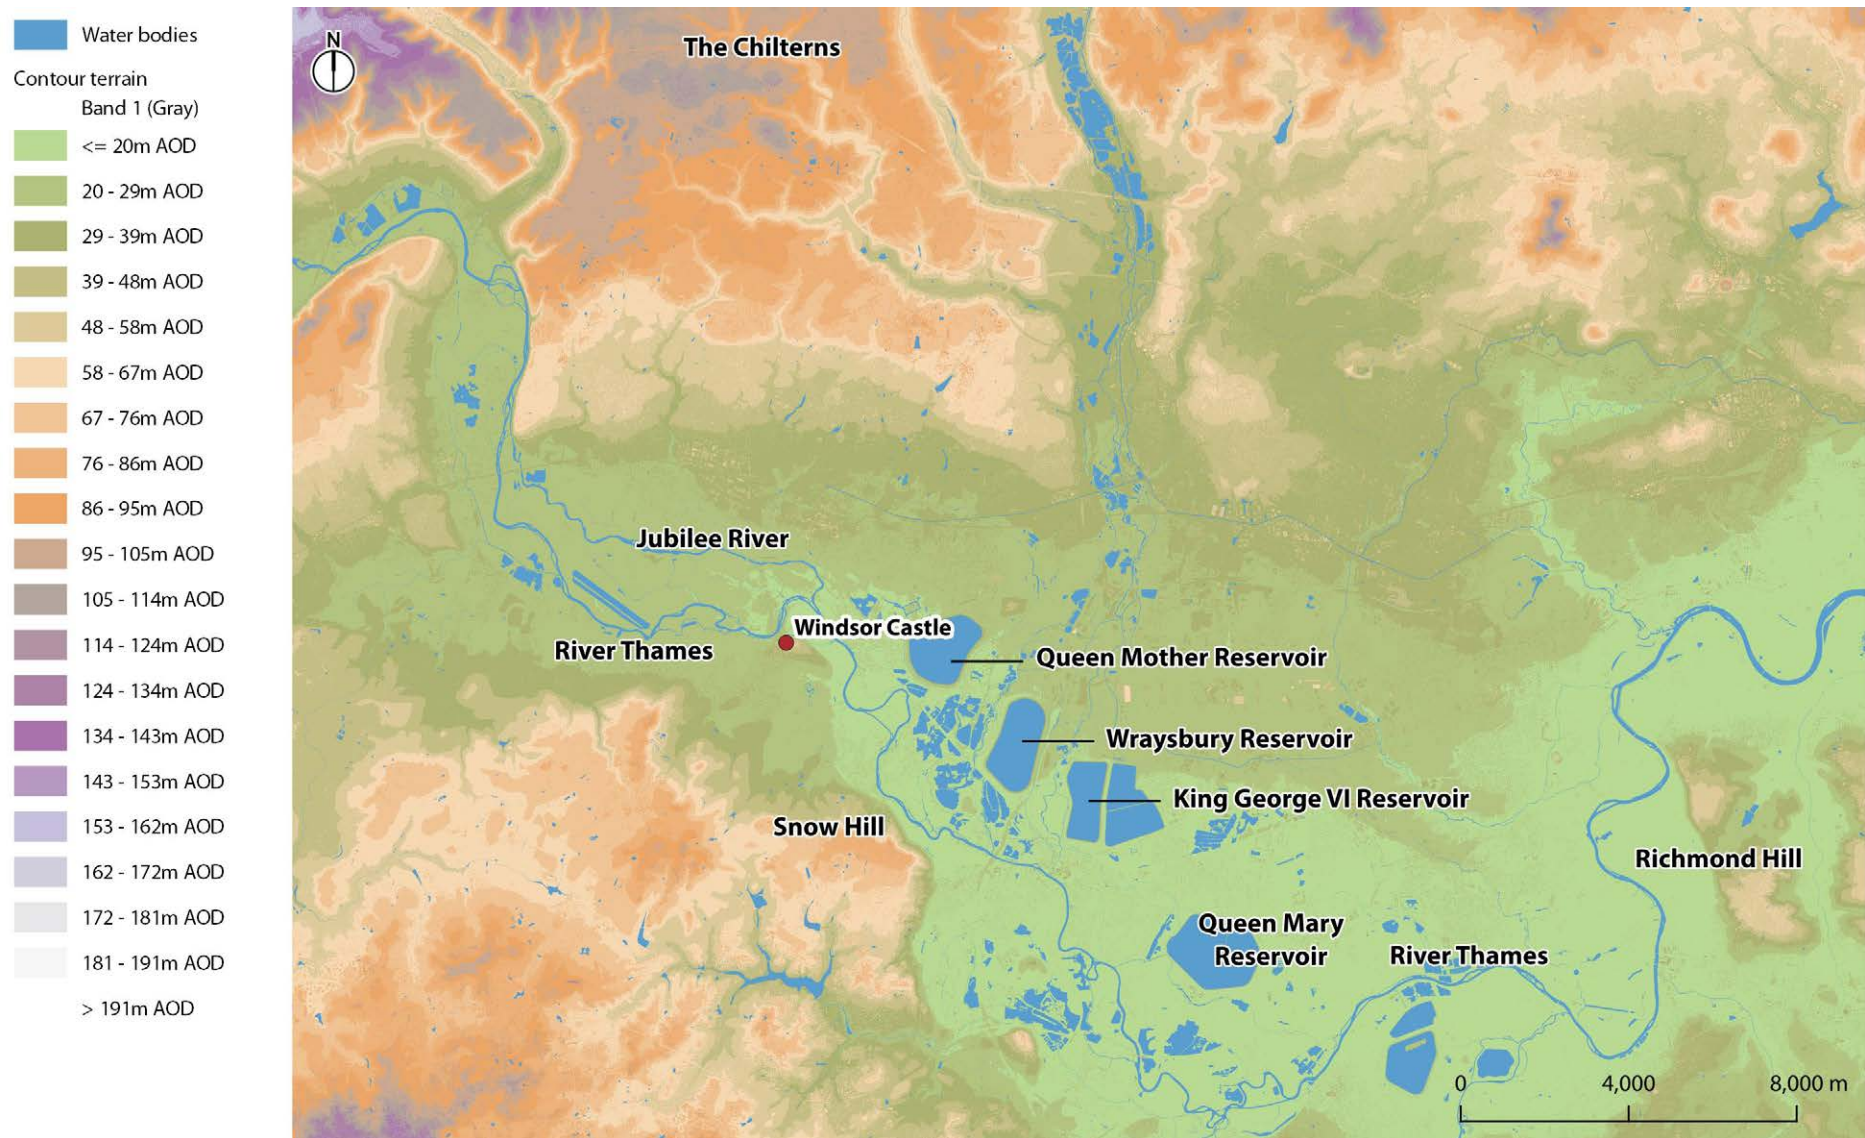 Water bodies
Contour terrain
Band 1 (Gray)
<= 20m AOD
20 - 29m AOD
29 - 39m AOD
39 - 48m AOD
48 - 58m AOD
58 - 67m AOD
67 - 76m AOD
76 - 86m AOD
86 - 95m AOD
95 - 105m AOD
105 - 114m AOD
114 - 124m AOD
124 - 134m AOD
134 - 143m AOD
143 - 153m AOD
153 - 162m AOD
162 - 172m AOD
172 - 181m AOD
181 - 191m AOD
> 191m AOD
N
The Chilterns
Jubilee River
Windsor Castle
River Thames
Queen Mother Reservoir
Wraysbury Reservoir
King George VI Reservoir
Snow Hill
Richmond Hill
Queen Mary
Reservoir
River Thames
0 4,000 8,000 m